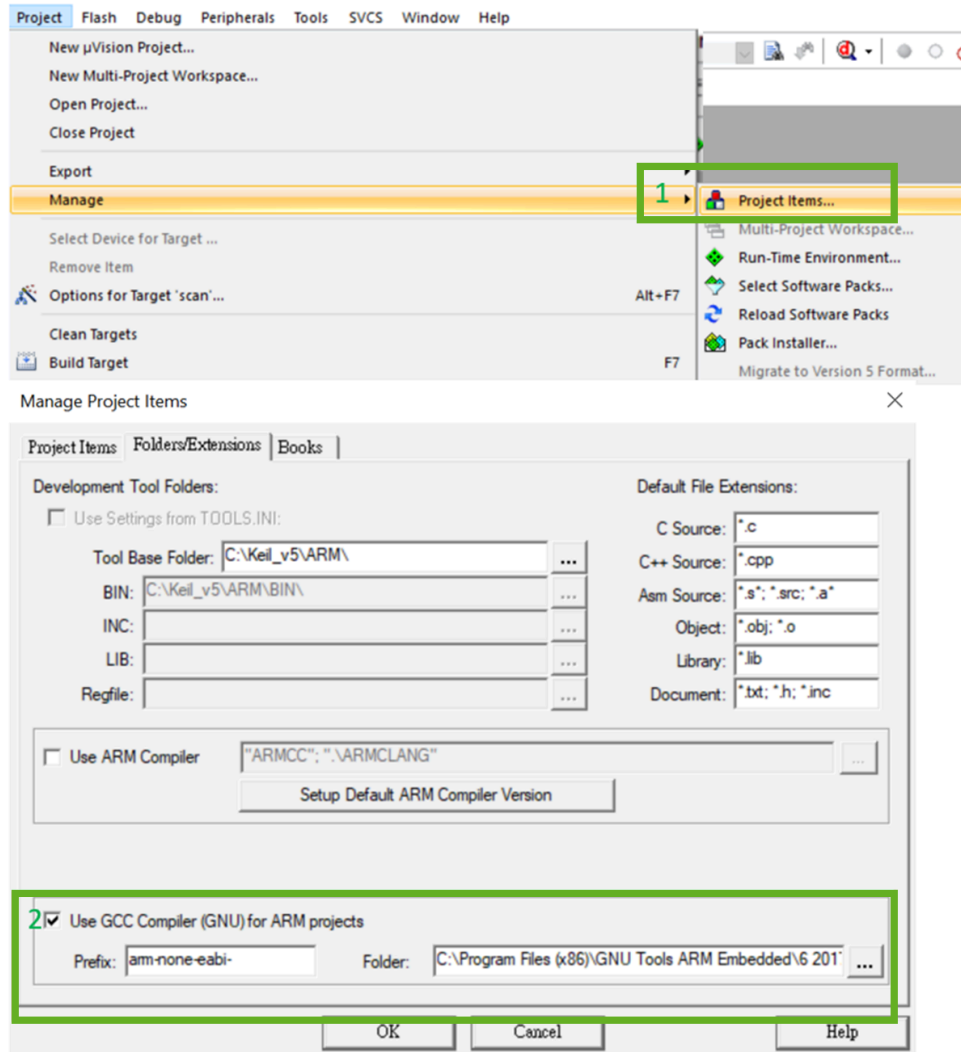 Project Flash Debug Peripherals Tools SVCS Window Help
New µVision Project...
New Multi-Project Workspace...
Open Project...
Close Project
Export
Manage
1 Project Items...
Multi-Project Workspace...
Select Device for Target ...
Run-Time Environment...
Remove Item
Select Software Packs...
Options for Target 'scan'... Alt+F7
Reload Software Packs
Clean Targets
Pack Installer...
Build Target F7
Migrate to Version 5 Format...
Manage Project Items
Project Items Folders/Extensions Books
Development Tool Folders: Default File Extensions:
Use Settings from TOOLS.INI:
C Source: *.c
Tool Base Folder: C:\Keil_v5\ARM\ ...
C++ Source: *.cpp
BIN: C:\Keil_v5\ARM\BIN\ ...
Asm Source: *.s*; *.src; *.a*
INC: ...
Object: *.obj; *.o
LIB: ...
Library: *.lib
Regfile: ...
Document: *.txt; *.h; *.inc
Use ARM Compiler "ARMCC"; ".\ARMCLANG" ...
Setup Default ARM Compiler Version
2 Use GCC Compiler (GNU) for ARM projects
Prefix: arm-none-eabi- Folder: C:\Program Files (x86)\GNU Tools ARM Embedded\6 201 ...
OK Cancel Help